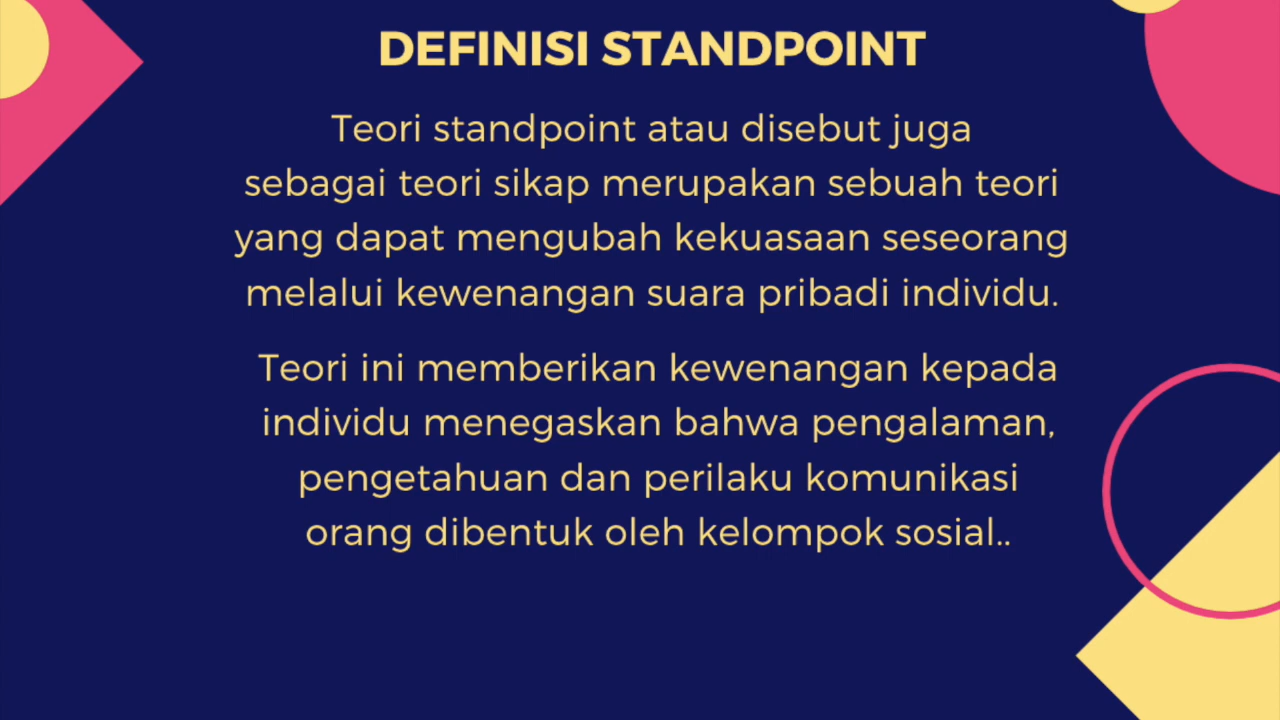 DEFINISI STANDPOINT
Teori standpoint atau disebut juga
sebagai teori sikap merupakan sebuah teori
yang dapat mengubah kekuasaan seseorang
melalui kewenangan suara pribadi individu.
Teori ini memberikan kewenangan kepada
individu menegaskan bahwa pengalaman,
pengetahuan dan perilaku komunikasi
orang dibentuk oleh kelompok sosial..